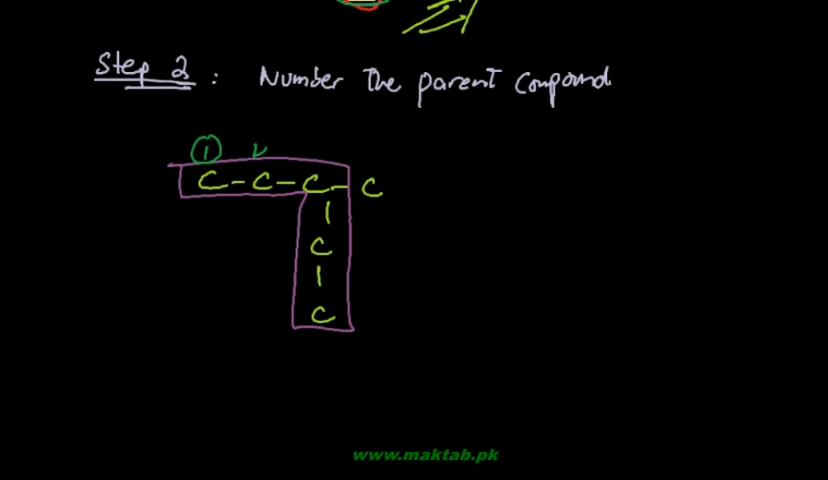 Step 2 : Number The parent Compound
1
C - C - C - C
C
C
www.maktab.pk